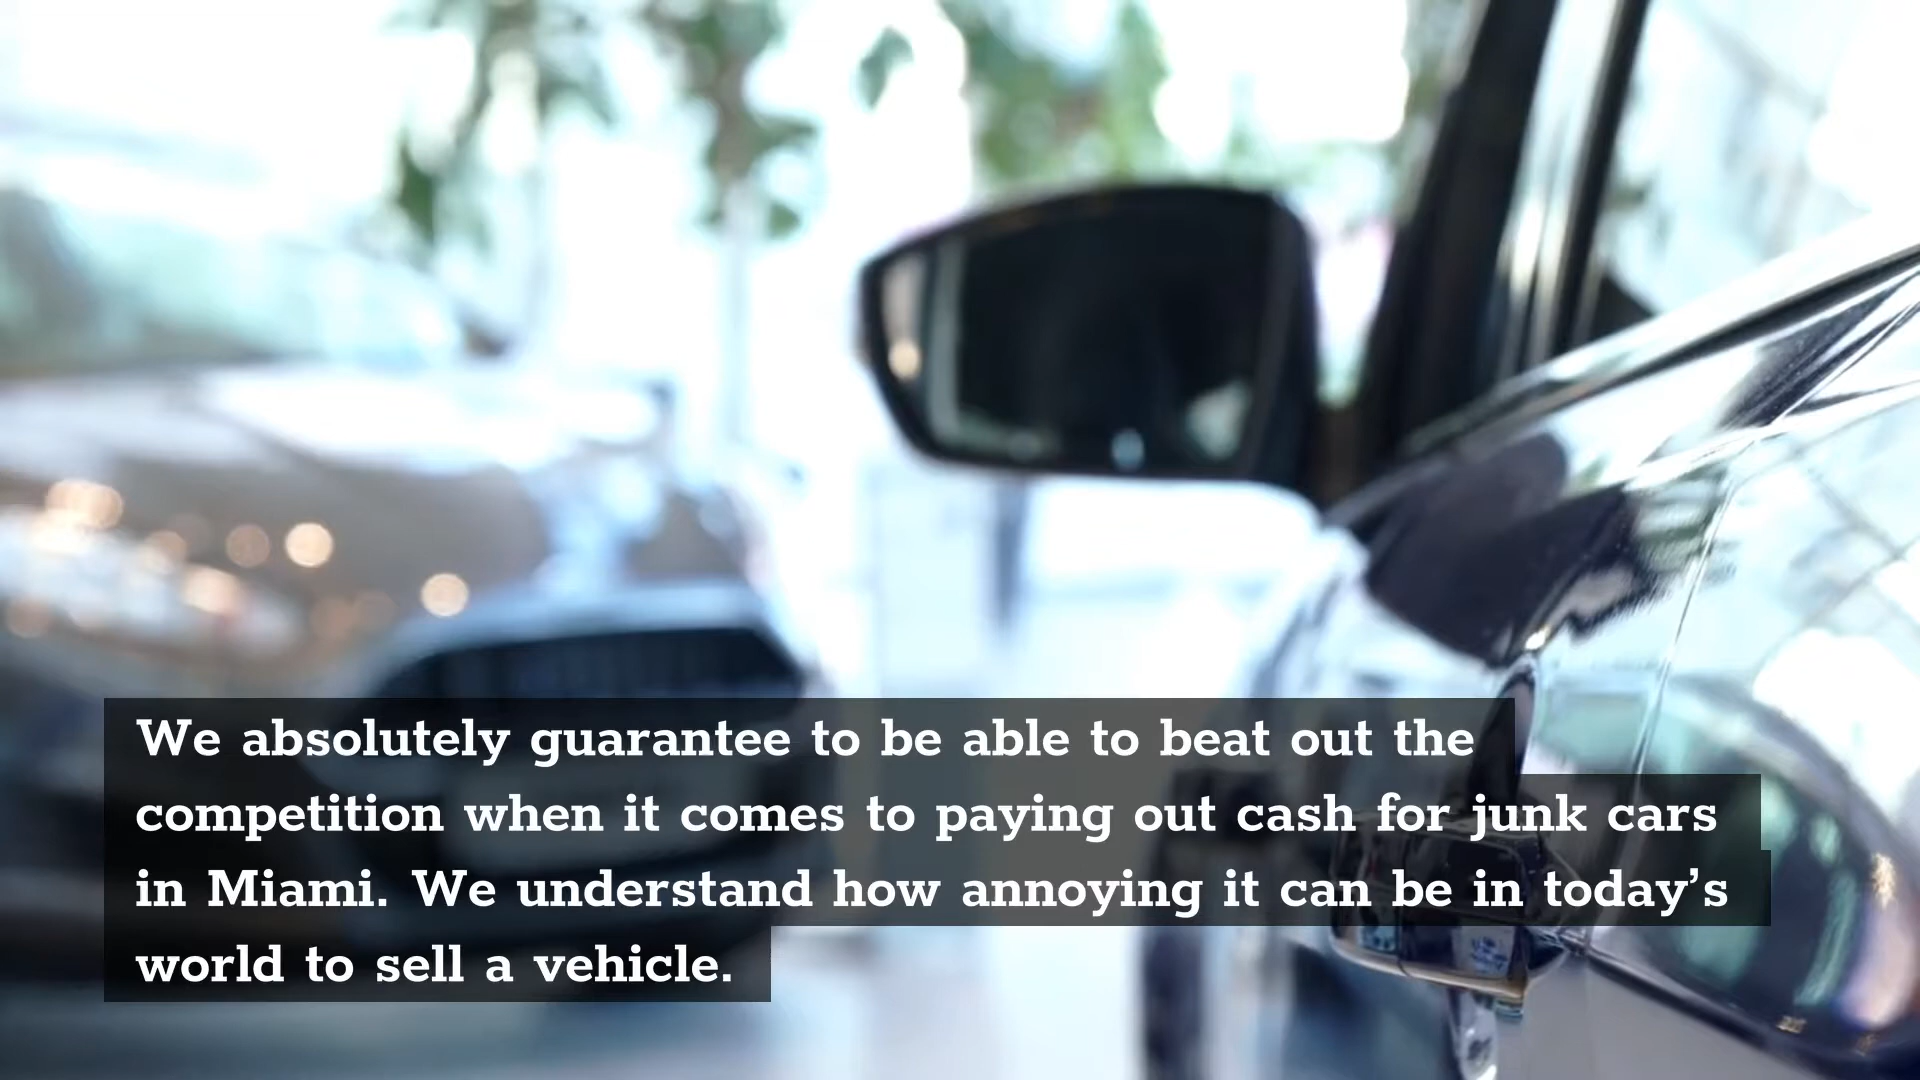 We absolutely guarantee to be able to beat out the
competition when it comes to paying out cash for junk cars
in Miami. We understand how annoying it can be in today’s
world to sell a vehicle.